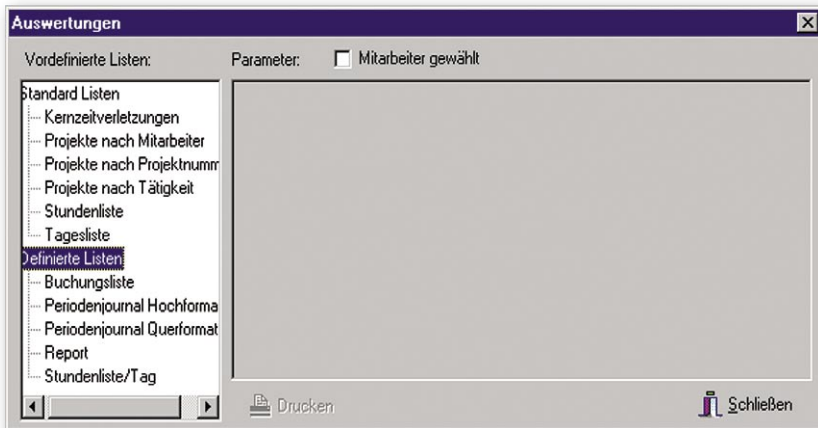 Auswertungen
Vordefinierte Listen:
Parameter:
Mitarbeiter gewählt
Standard Listen
Kernzeitverletzungen
Projekte nach Mitarbeiter
Projekte nach Projektnumm
Projekte nach Tätigkeit
Stundenliste
Tagesliste
Definierte Listen
Buchungsliste
Periodenjournal Hochforma
Periodenjournal Querformat
Report
Stundenliste/Tag
Drucken
Schließen